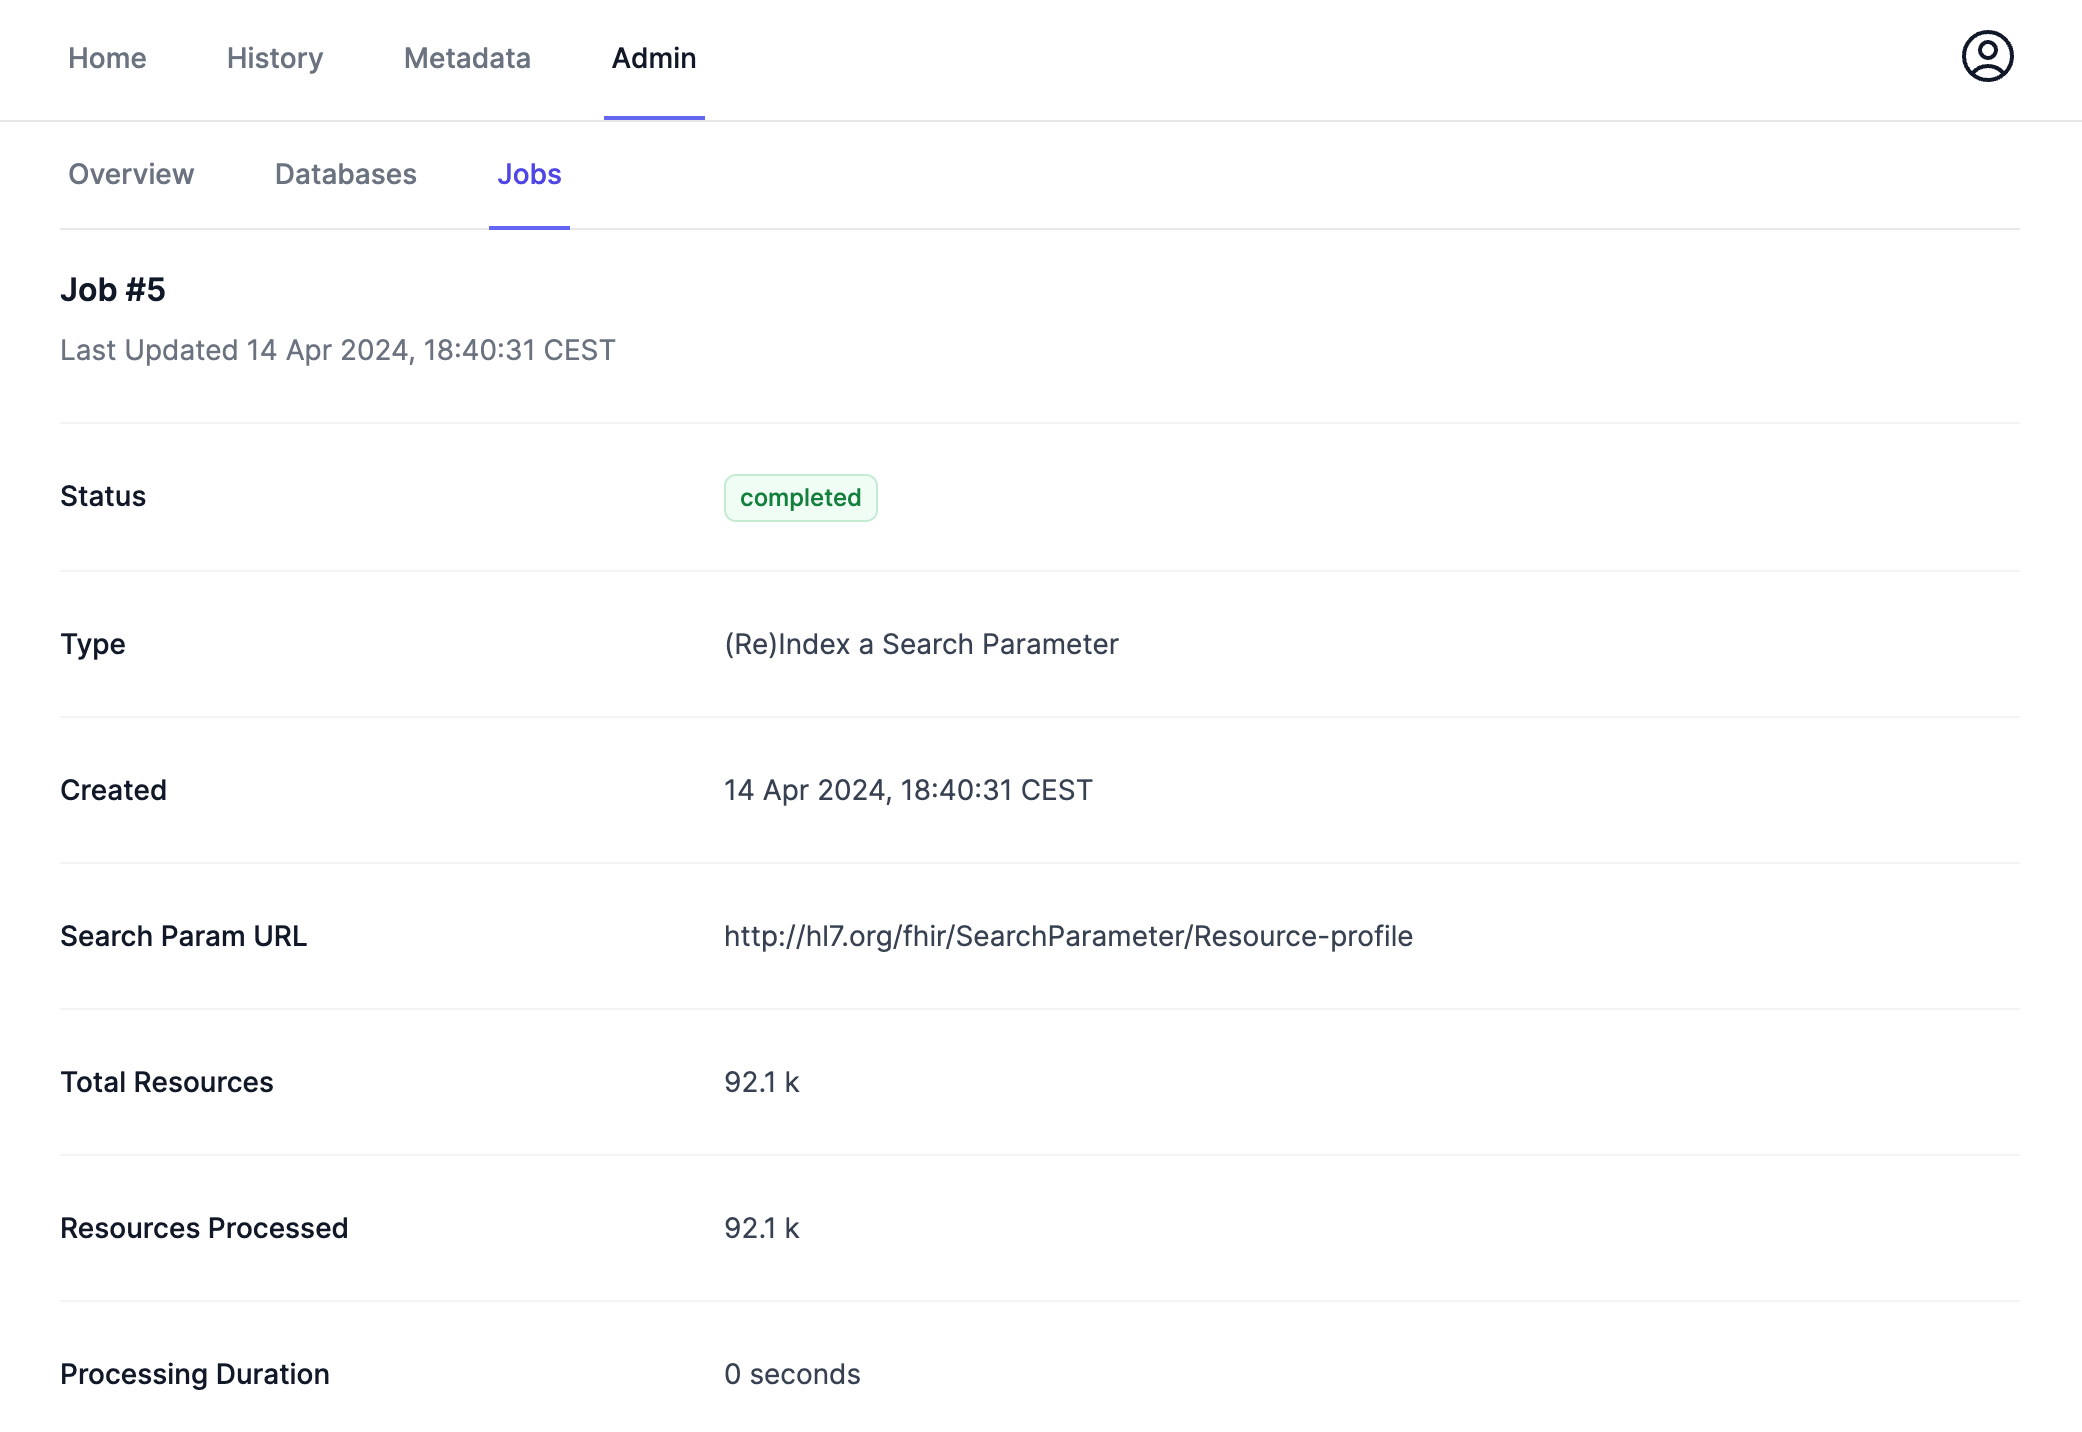 Home History Metadata Admin
Overview Databases Jobs
Job #5
Last Updated 14 Apr 2024, 18:40:31 CEST
Status completed
Type (Re)Index a Search Parameter
Created 14 Apr 2024, 18:40:31 CEST
Search Param URL http://hl7.org/fhir/SearchParameter/Resource-profile
Total Resources 92.1 k
Resources Processed 92.1 k
Processing Duration 0 seconds